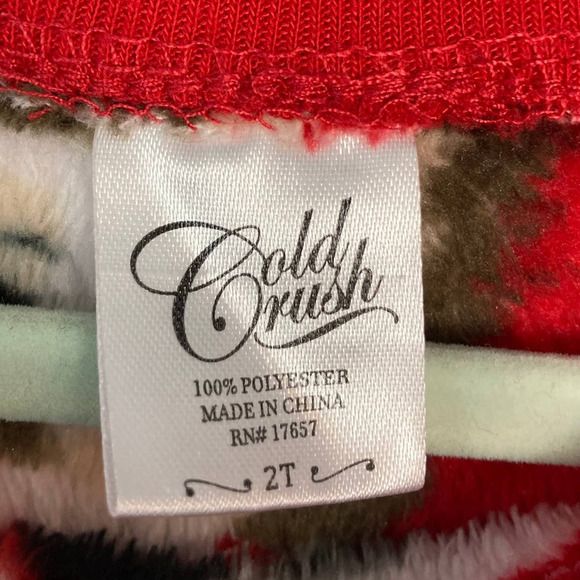 Cold
Crush
100% POLYESTER
MADE IN CHINA
RN# 17657
2T